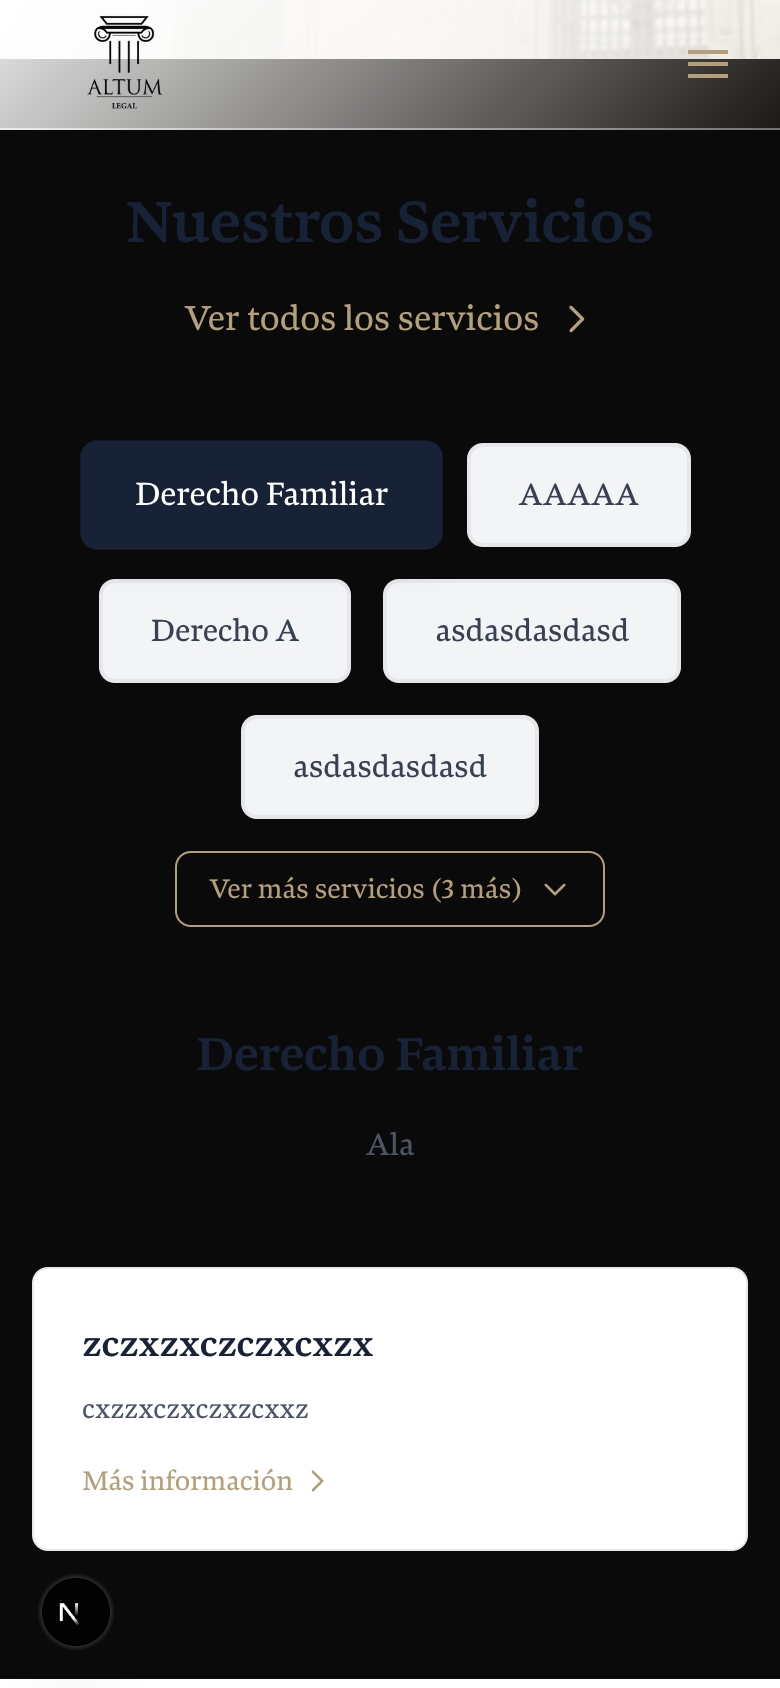 ALTUM
LEGAL
Nuestros Servicios
Ver todos los servicios
Derecho Familiar
AAAAA
Derecho A
asdasdasdasd
asdasdasdasd
Ver más servicios (3 más)
Derecho Familiar
Ala
zczxzxczczxcxzx
cxzzxczxczxzcxxz
Más información
N